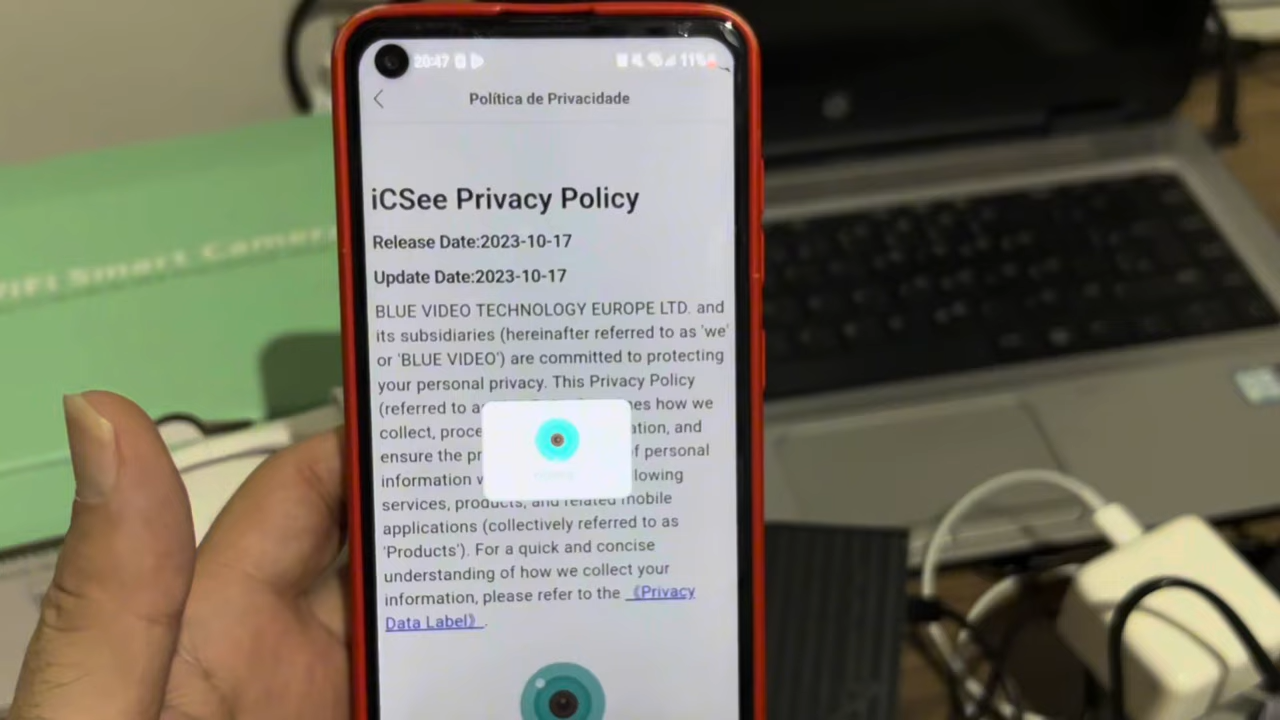 20:47
11%
Política de Privacidade
iCSee Privacy Policy
Release Date:2023-10-17
Update Date:2023-10-17
BLUE VIDEO TECHNOLOGY EUROPE LTD. and
its subsidiaries (hereinafter referred to as 'we'
or 'BLUE VIDEO') are committed to protecting
your personal privacy. This Privacy Policy
(referred to how we
collect, and
ensure the of personal
information
services, products, and related mobile
applications (collectively referred to as
'Products'). For a quick and concise
understanding of how we collect your
information, please refer to the 《Privacy
Data Label》.
Smart Camera